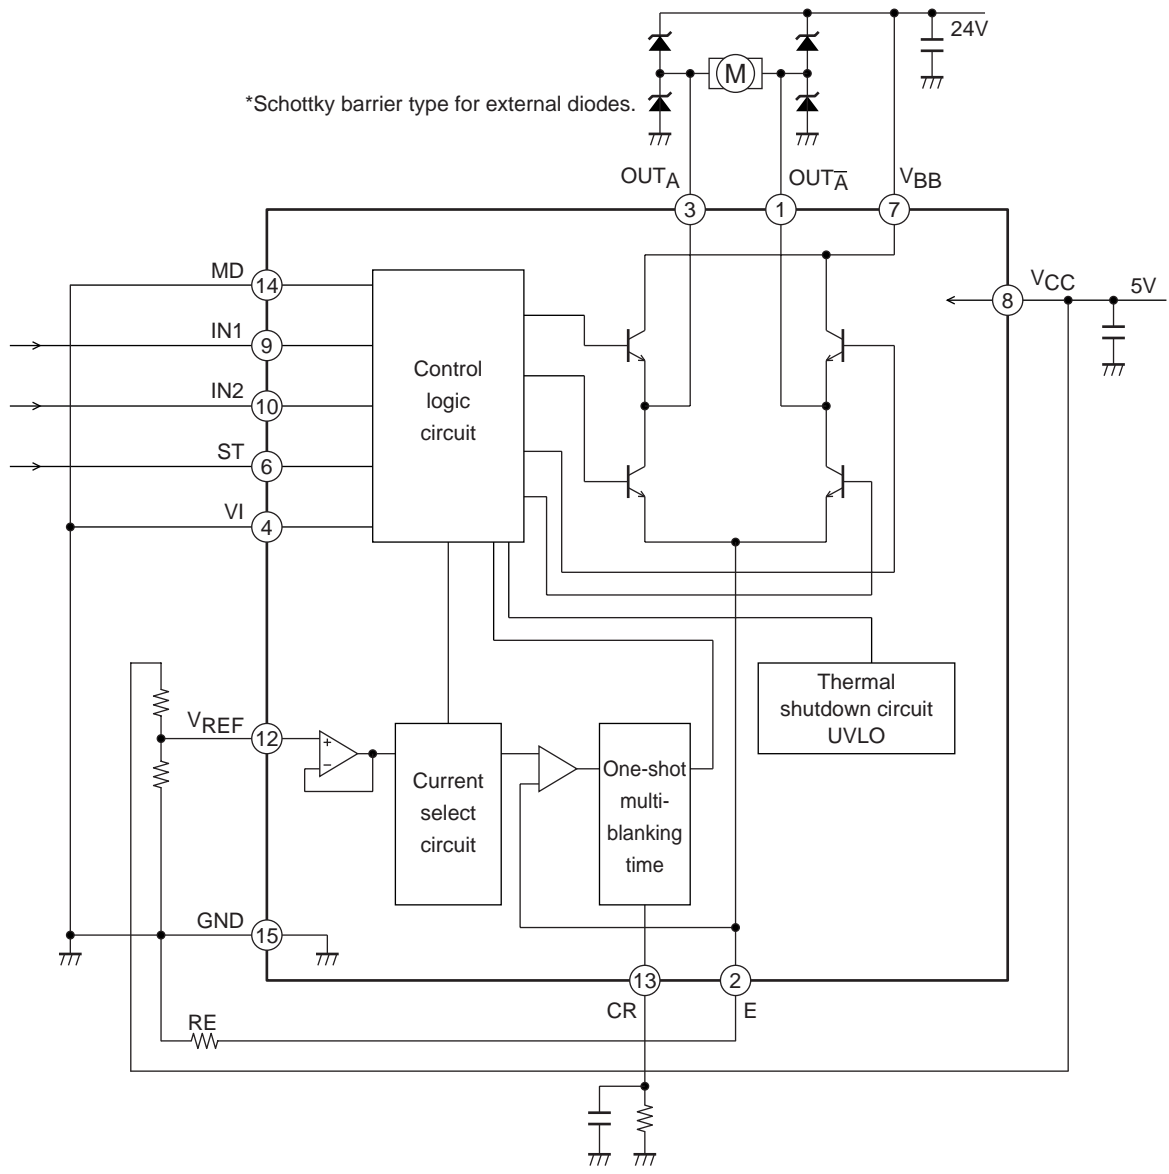 24V
M
*Schottky barrier type for external diodes.
OUTA
OUTA̅
VBB
3
1
7
MD
14
VCC
5V
8
IN1
9
IN2
10
ST
6
VI
4
Control
logic
circuit
Thermal
shutdown circuit
UVLO
VREF
12
+
−
Current
select
circuit
One-shot
multi-
blanking
time
GND
15
13
2
CR
E
RE